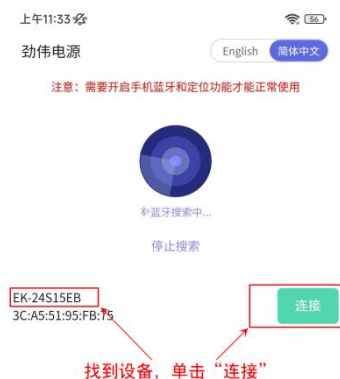 上午11:33
56
劲伟电源
English 简体中文
注意：需要开启手机蓝牙和定位功能才能正常使用
蓝牙搜索中...
停止搜索
EK-24S15EB
3C:A5:51:95:FB:75
连接
找到设备，单击“连接”